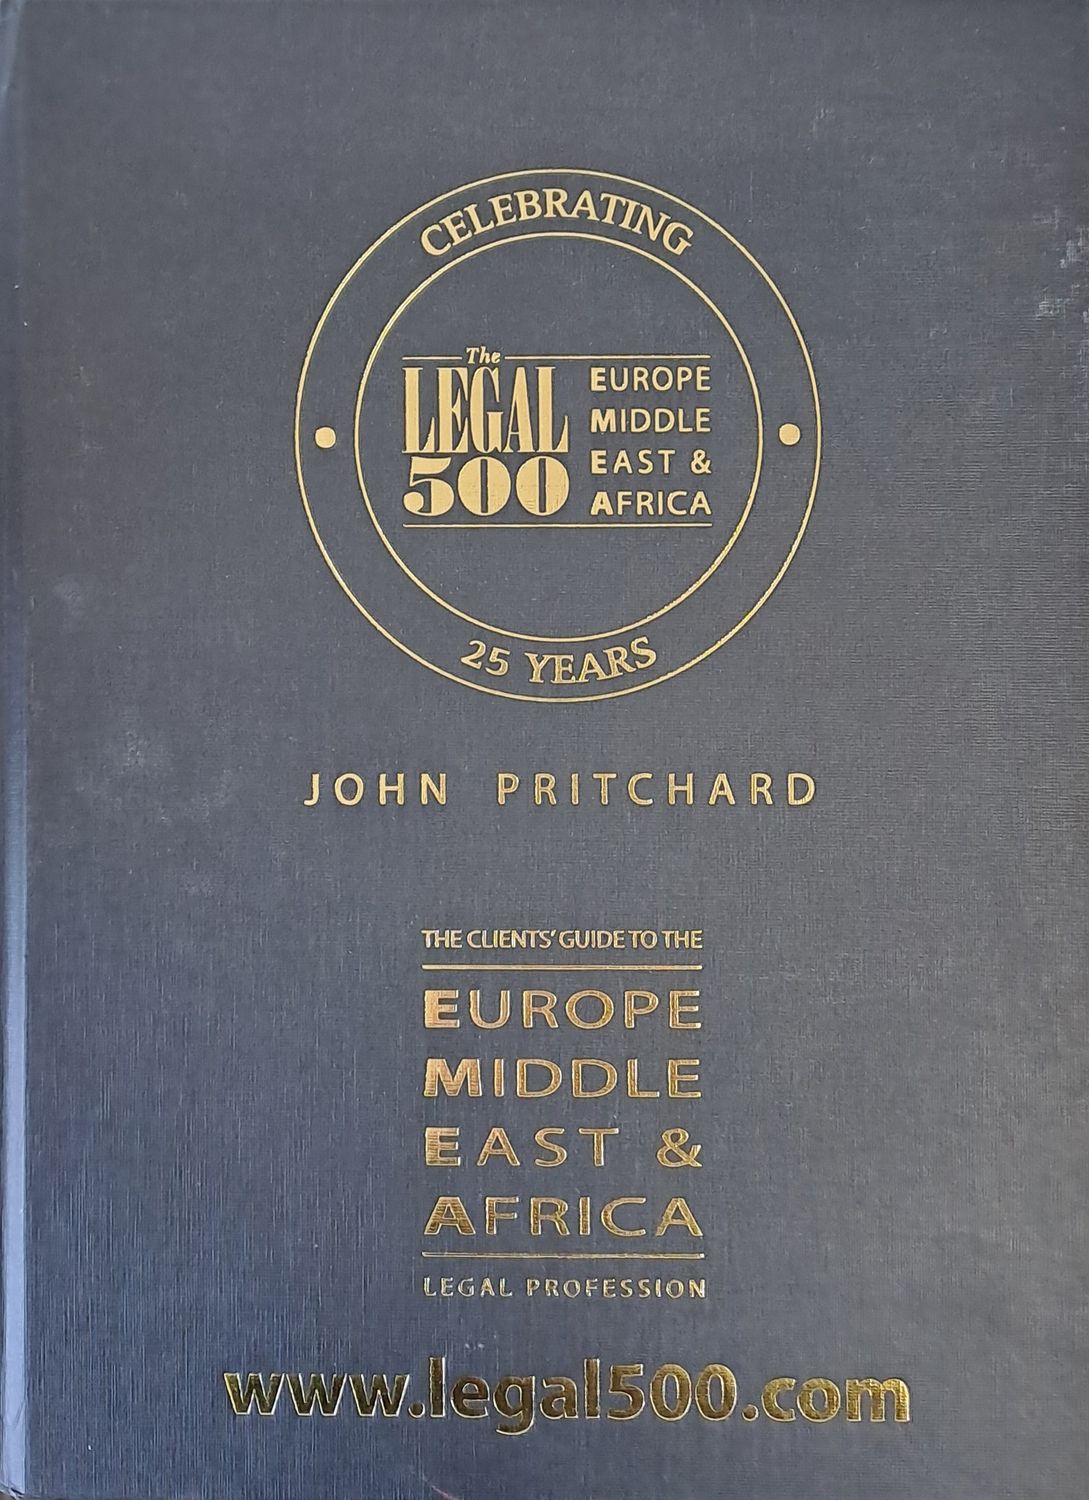 CELEBRATING
The
LEGAL
500
EUROPE
MIDDLE
EAST &
AFRICA
25 YEARS
JOHN PRITCHARD
THE CLIENTS' GUIDE TO THE
EUROPE
MIDDLE
EAST &
AFRICA
LEGAL PROFESSION
www.legal500.com